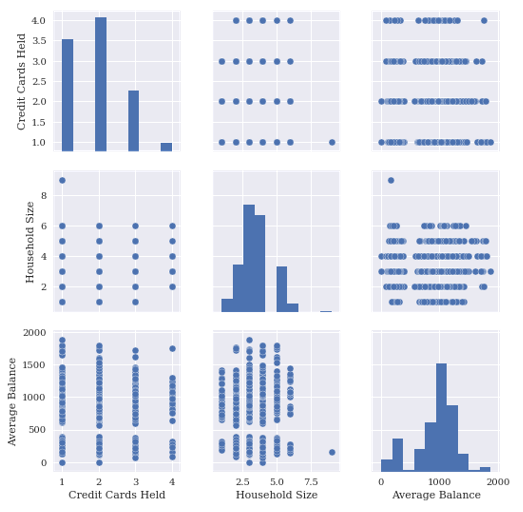 4.0
3.5
3.0
2.5
2.0
1.5
1.0
Credit Cards Held
8
6
4
2
Household Size
2000
1500
1000
500
0
Average Balance
1 2 3 4
Credit Cards Held
2.5 5.0 7.5
Household Size
0 1000 2000
Average Balance